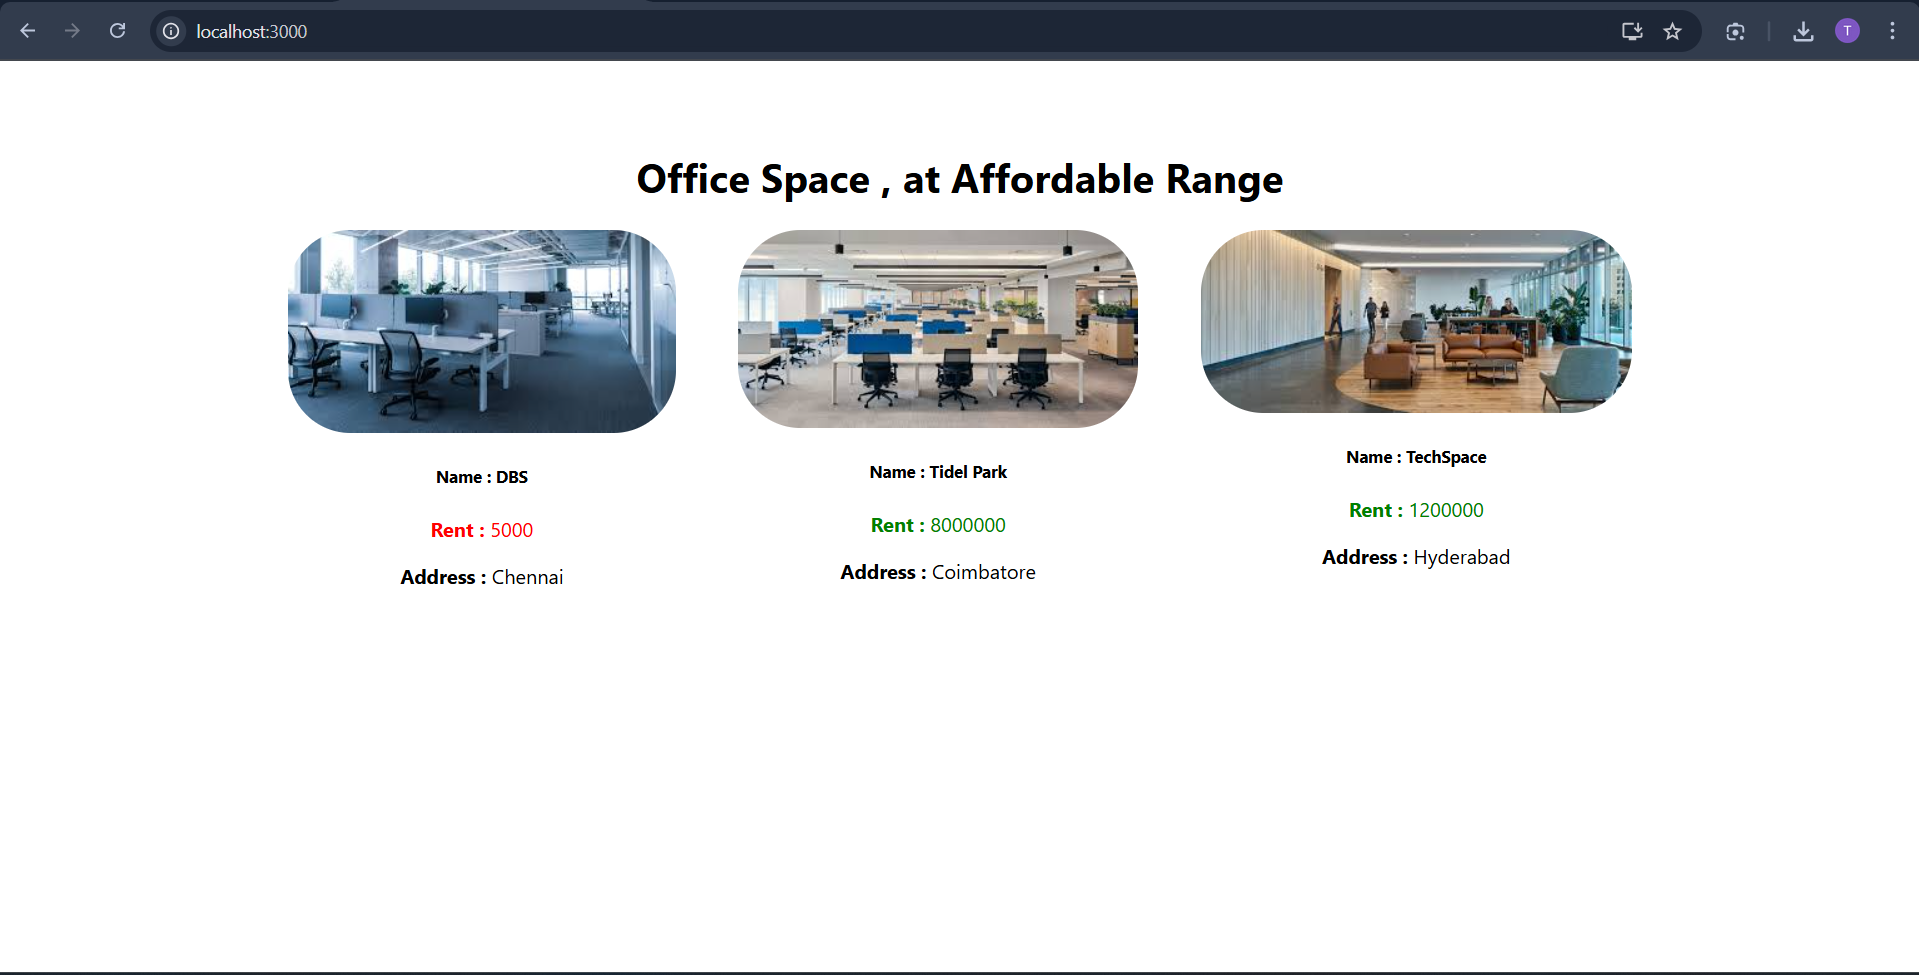 localhost:3000
T
Office Space , at Affordable Range
Name : DBS
Rent : 5000
Address : Chennai
Name : Tidel Park
Rent : 8000000
Address : Coimbatore
Name : TechSpace
Rent : 1200000
Address : Hyderabad